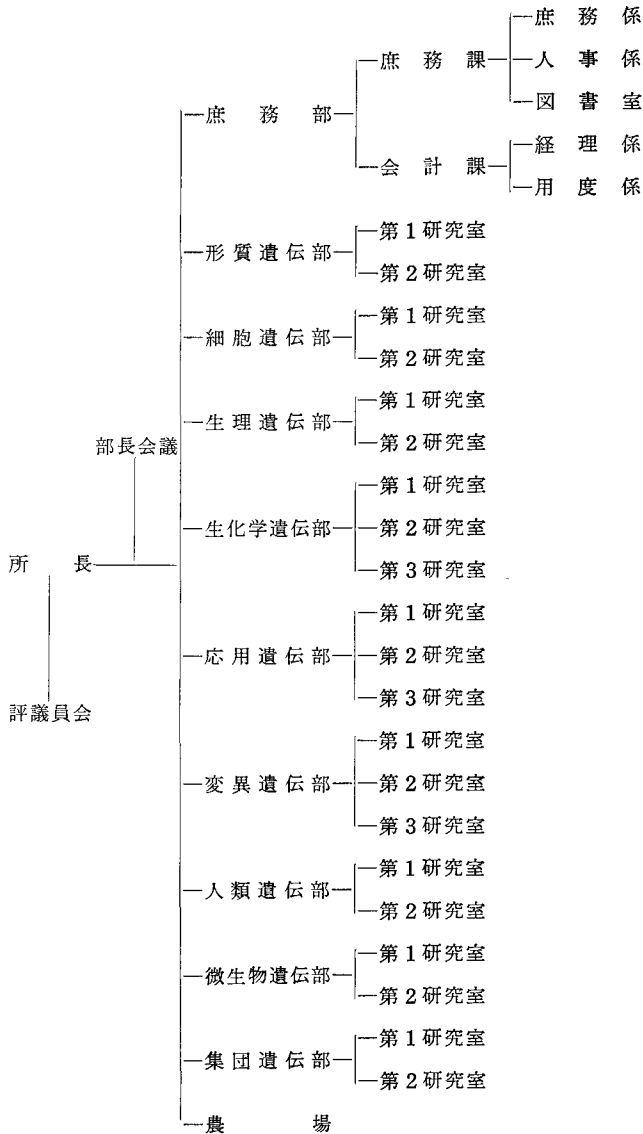 庶務係
庶務課
人事係
図書室
庶務部
経理係
会計課
用度係
形質遺伝部
第1研究室
第2研究室
細胞遺伝部
第1研究室
第2研究室
生理遺伝部
第1研究室
第2研究室
部長会議
生化学遺伝部
第1研究室
第2研究室
第3研究室
所長
応用遺伝部
第1研究室
第2研究室
第3研究室
評議員会
変異遺伝部
第1研究室
第2研究室
第3研究室
人類遺伝部
第1研究室
第2研究室
微生物遺伝部
第1研究室
第2研究室
集団遺伝部
第1研究室
第2研究室
農場